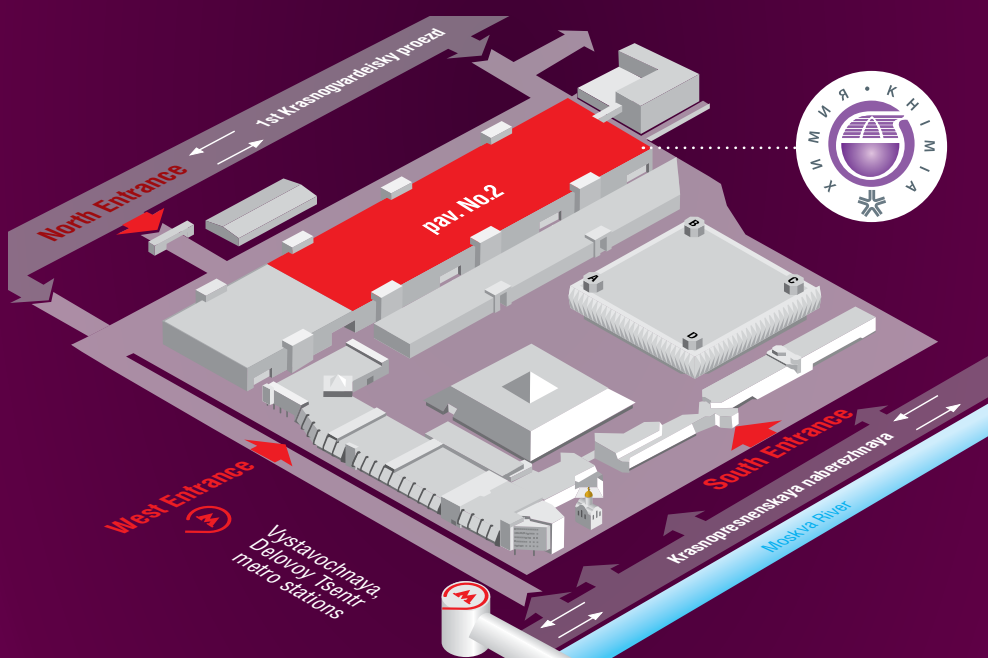 1st Krasnogvardeisky proezd
ХИМИЯ • KHIMIA
North Entrance
pav. No.2
B
A
C
D
South Entrance
Krasnopresnenskaya naberezhnaya
West Entrance
M
Moskva River
Vystavochnaya,
Delovoy Tsentr
metro stations
M